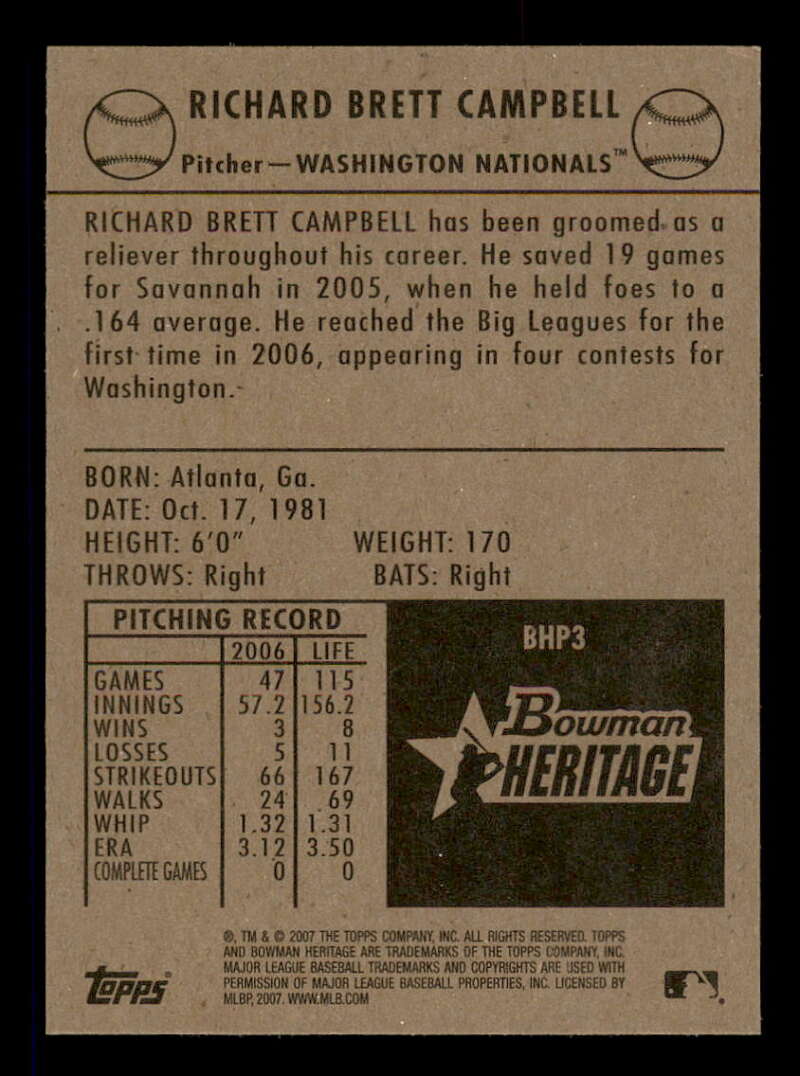 RICHARD BRETT CAMPBELL
Pitcher—WASHINGTON NATIONALS™
RICHARD BRETT CAMPBELL has been groomed as a
reliever throughout his career. He saved 19 games
for Savannah in 2005, when he held foes to a
.164 average. He reached the Big Leagues for the
first time in 2006, appearing in four contests for
Washington.
BORN: Atlanta, Ga.
DATE: Oct. 17, 1981
HEIGHT: 6'0" WEIGHT: 170
THROWS: Right BATS: Right
PITCHING RECORD
2006 LIFE
GAMES 47 115
INNINGS 57.2 156.2
WINS 3 8
LOSSES 5 11
STRIKEOUTS 66 167
WALKS 24 69
WHIP 1.32 1.31
ERA 3.12 3.50
COMPLETE GAMES 0 0
BHP3
Bowman
HERITAGE
®, TM & © 2007 THE TOPPS COMPANY, INC. ALL RIGHTS RESERVED. TOPPS
AND BOWMAN HERITAGE ARE TRADEMARKS OF THE TOPPS COMPANY, INC.
MAJOR LEAGUE BASEBALL TRADEMARKS AND COPYRIGHTS ARE USED WITH
PERMISSION OF MAJOR LEAGUE BASEBALL PROPERTIES, INC. LICENSED BY
MLBP, 2007. WWW.MLB.COM
Topps®